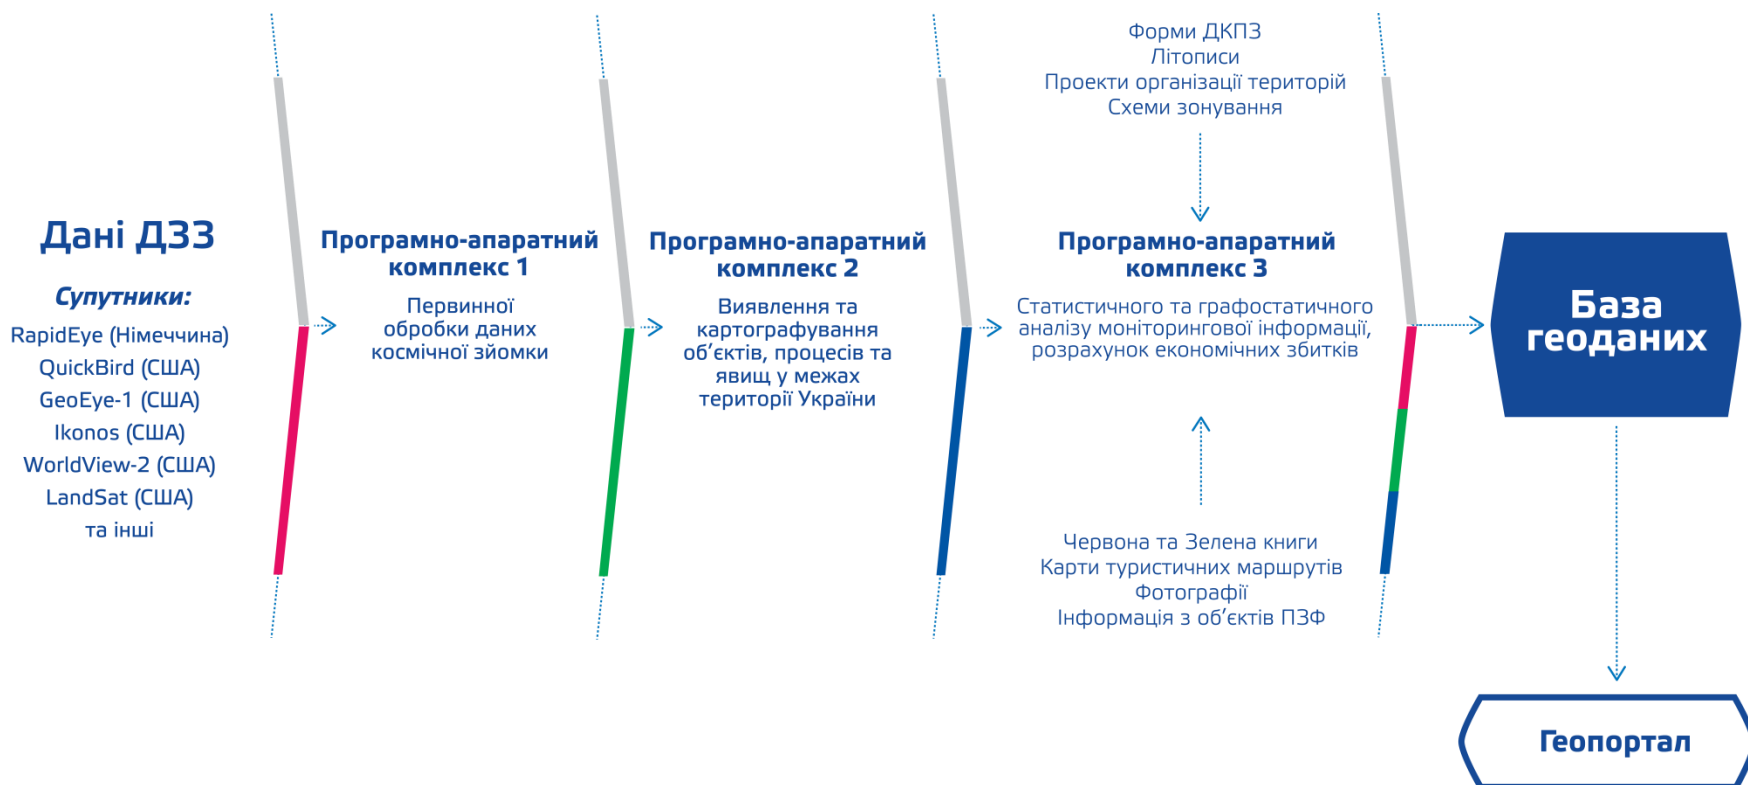 Дані ДЗЗ
Супутники:
RapidEye (Німеччина)
QuickBird (США)
GeoEye-1 (США)
Ikonos (США)
WorldView-2 (США)
LandSat (США)
та інші
Програмно-апаратний
комплекс 1
Первинної
обробки даних
космічної зйомки
Програмно-апаратний
комплекс 2
Виявлення та
картографування
об’єктів, процесів та
явищ у межах
території України
Форми ДКПЗ
Літописи
Проекти організації територій
Схеми зонування
Програмно-апаратний
комплекс 3
Статистичного та графостатичного
аналізу моніторингової інформації,
розрахунок економічних збитків
Червона та Зелена книги
Карти туристичних маршрутів
Фотографії
Інформація з об’єктів ПЗФ
База
геоданих
Геопортал